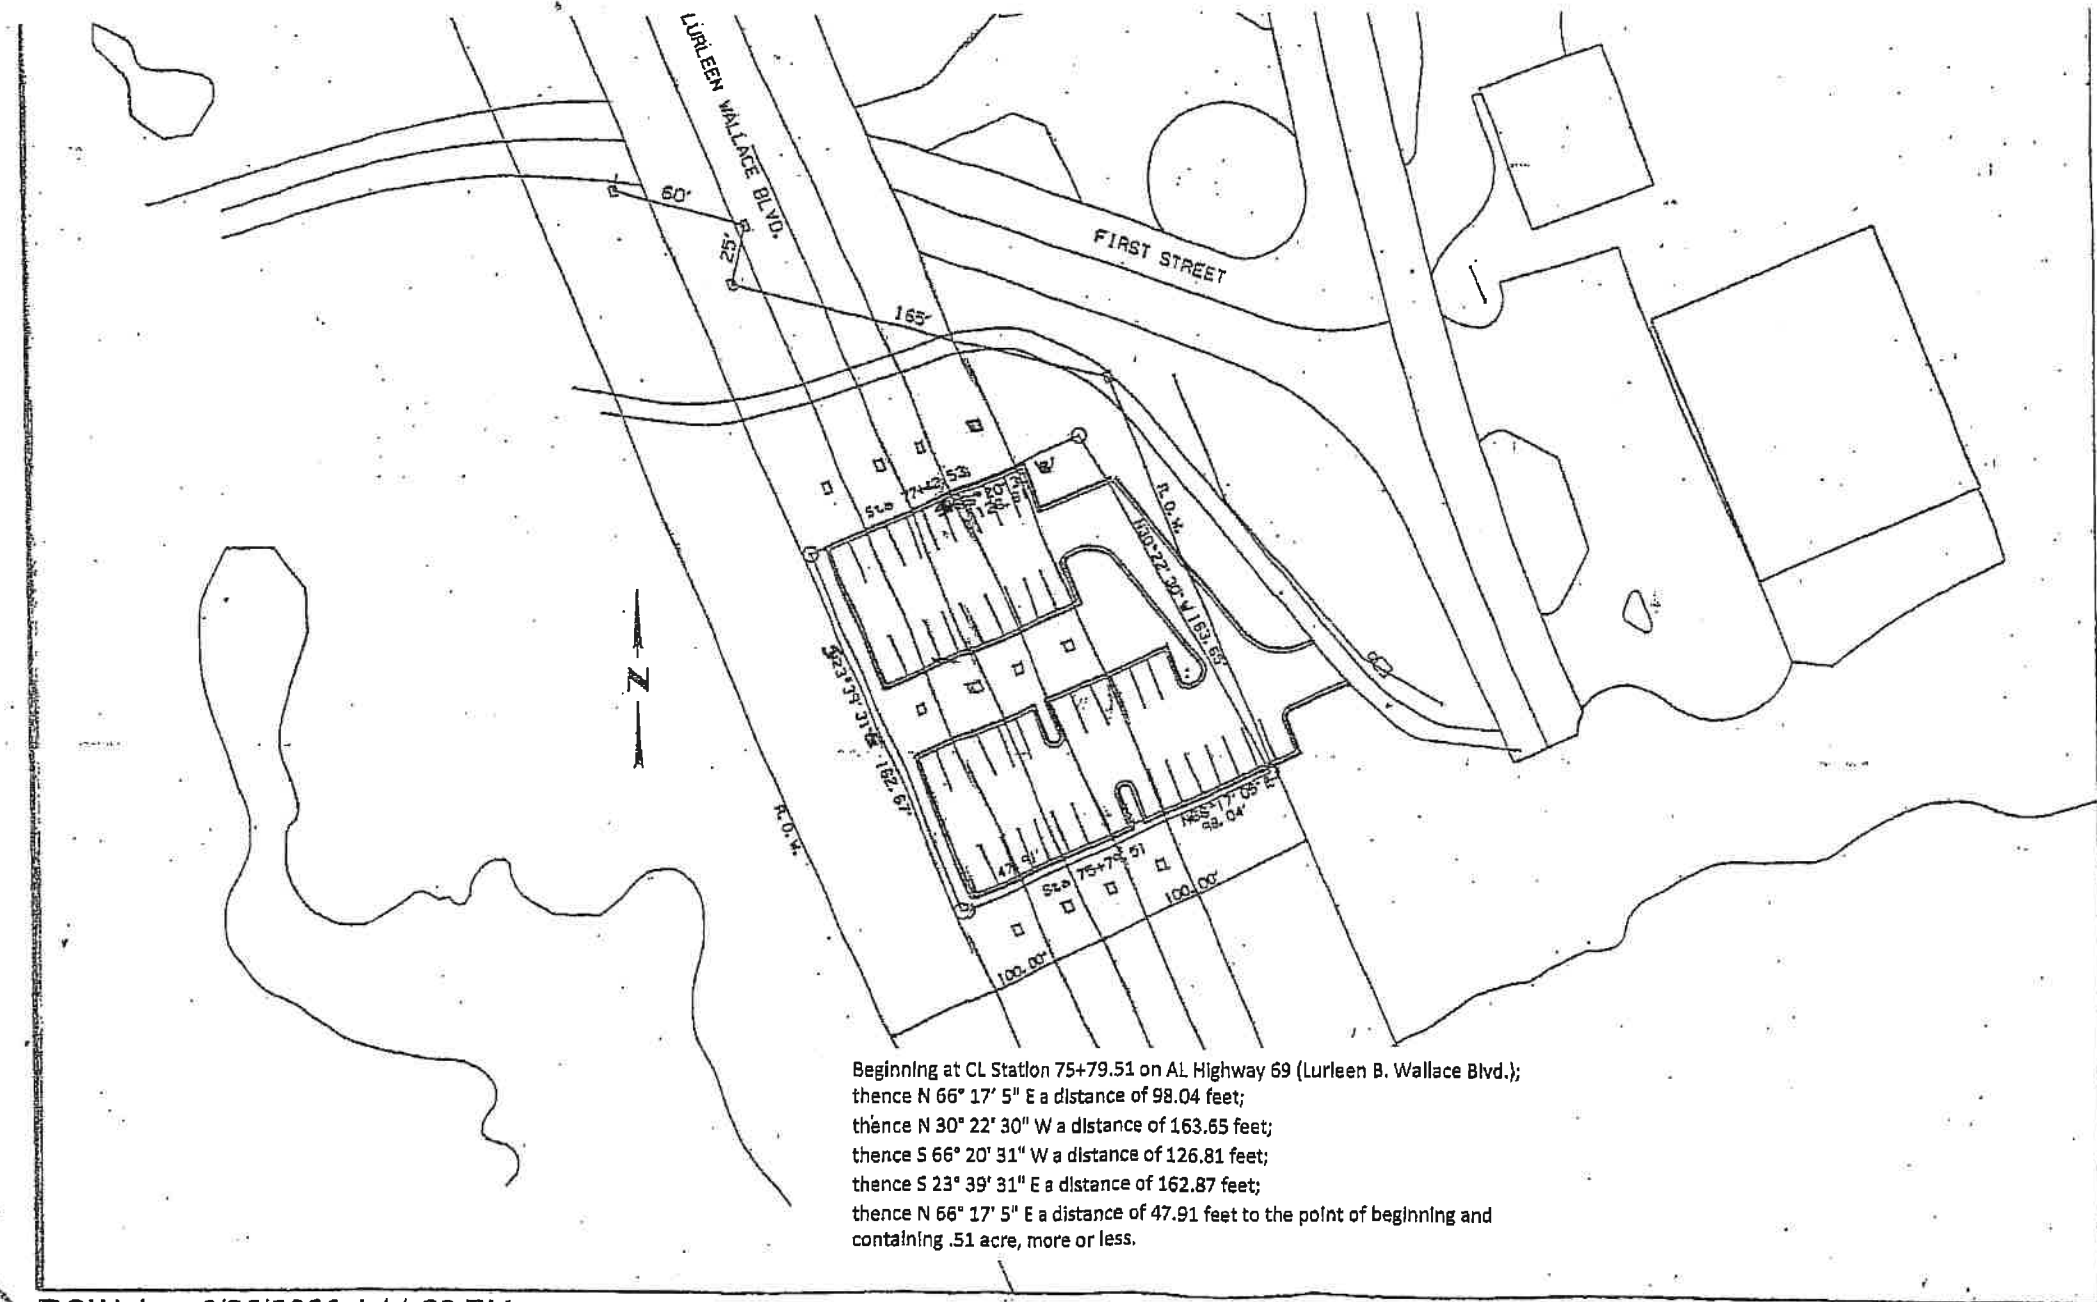 LURLEEN WALLACE BLVD.
60'
25'
FIRST STREET
165'
Sta 77+42.53
R.O.W.
N30°22'30"W 163.65'
S23°39'31"E 162.67'
N
R.O.W.
N66°17'05"E
98.04'
47.91'
Sta 75+79.51
100.00'
100.00'
Beginning at CL Station 75+79.51 on AL Highway 69 (Lurleen B. Wallace Blvd.);
thence N 66° 17' 5" E a distance of 98.04 feet;
thence N 30° 22' 30" W a distance of 163.65 feet;
thence S 66° 20' 31" W a distance of 126.81 feet;
thence S 23° 39' 31" E a distance of 162.87 feet;
thence N 66° 17' 5" E a distance of 47.91 feet to the point of beginning and
containing .51 acre, more or less.